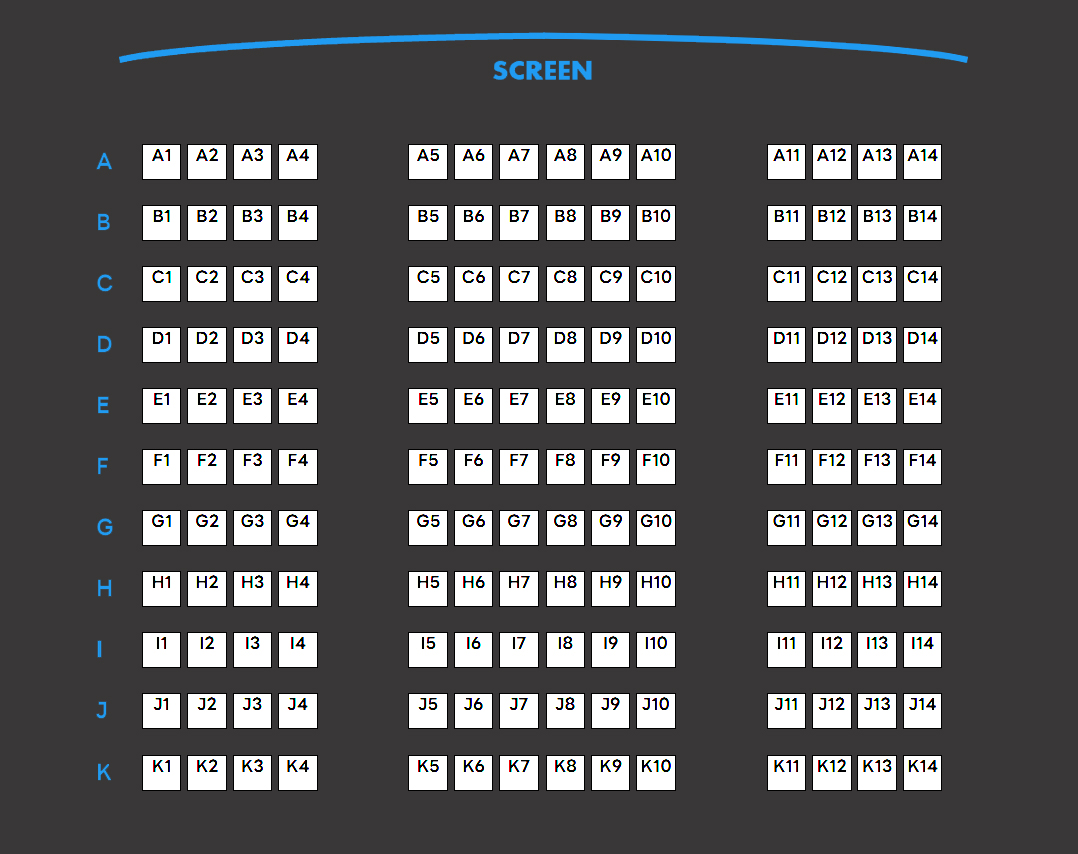 SCREEN
A A1 A2 A3 A4 A5 A6 A7 A8 A9 A10 A11 A12 A13 A14
B B1 B2 B3 B4 B5 B6 B7 B8 B9 B10 B11 B12 B13 B14
C C1 C2 C3 C4 C5 C6 C7 C8 C9 C10 C11 C12 C13 C14
D D1 D2 D3 D4 D5 D6 D7 D8 D9 D10 D11 D12 D13 D14
E E1 E2 E3 E4 E5 E6 E7 E8 E9 E10 E11 E12 E13 E14
F F1 F2 F3 F4 F5 F6 F7 F8 F9 F10 F11 F12 F13 F14
G G1 G2 G3 G4 G5 G6 G7 G8 G9 G10 G11 G12 G13 G14
H H1 H2 H3 H4 H5 H6 H7 H8 H9 H10 H11 H12 H13 H14
I I1 I2 I3 I4 I5 I6 I7 I8 I9 I10 I11 I12 I13 I14
J J1 J2 J3 J4 J5 J6 J7 J8 J9 J10 J11 J12 J13 J14
K K1 K2 K3 K4 K5 K6 K7 K8 K9 K10 K11 K12 K13 K14